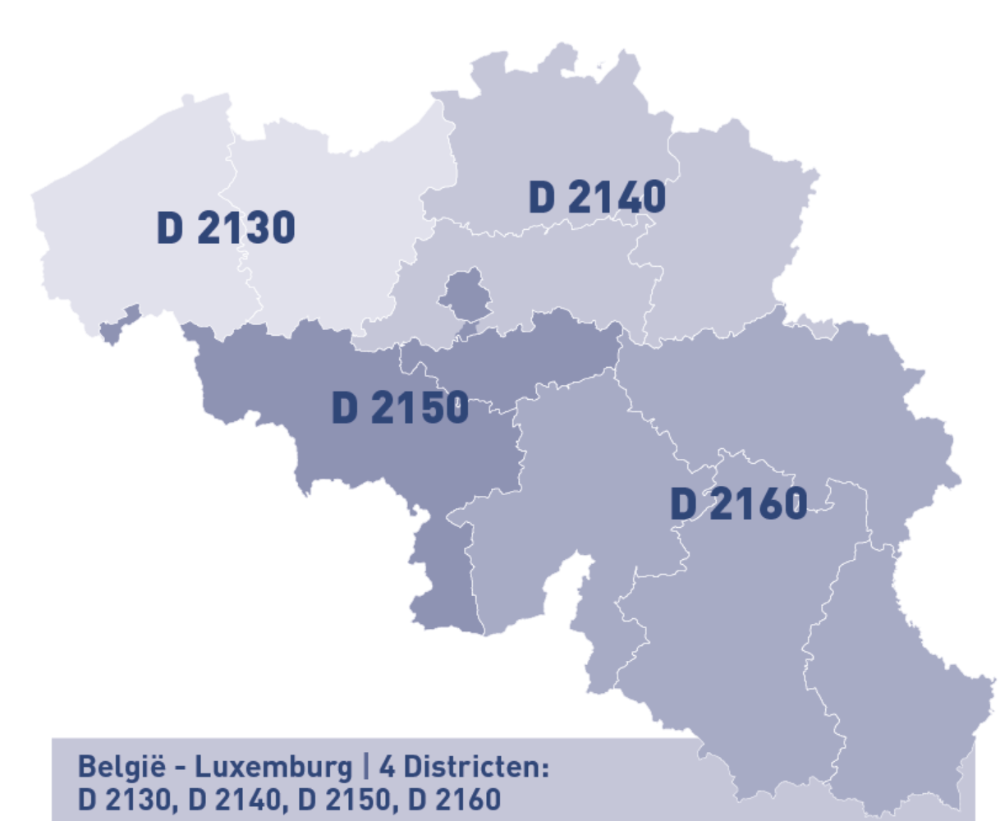 D 2140
D 2130
D 2150
D 2160
België - Luxemburg | 4 Districten:
D 2130, D 2140, D 2150, D 2160